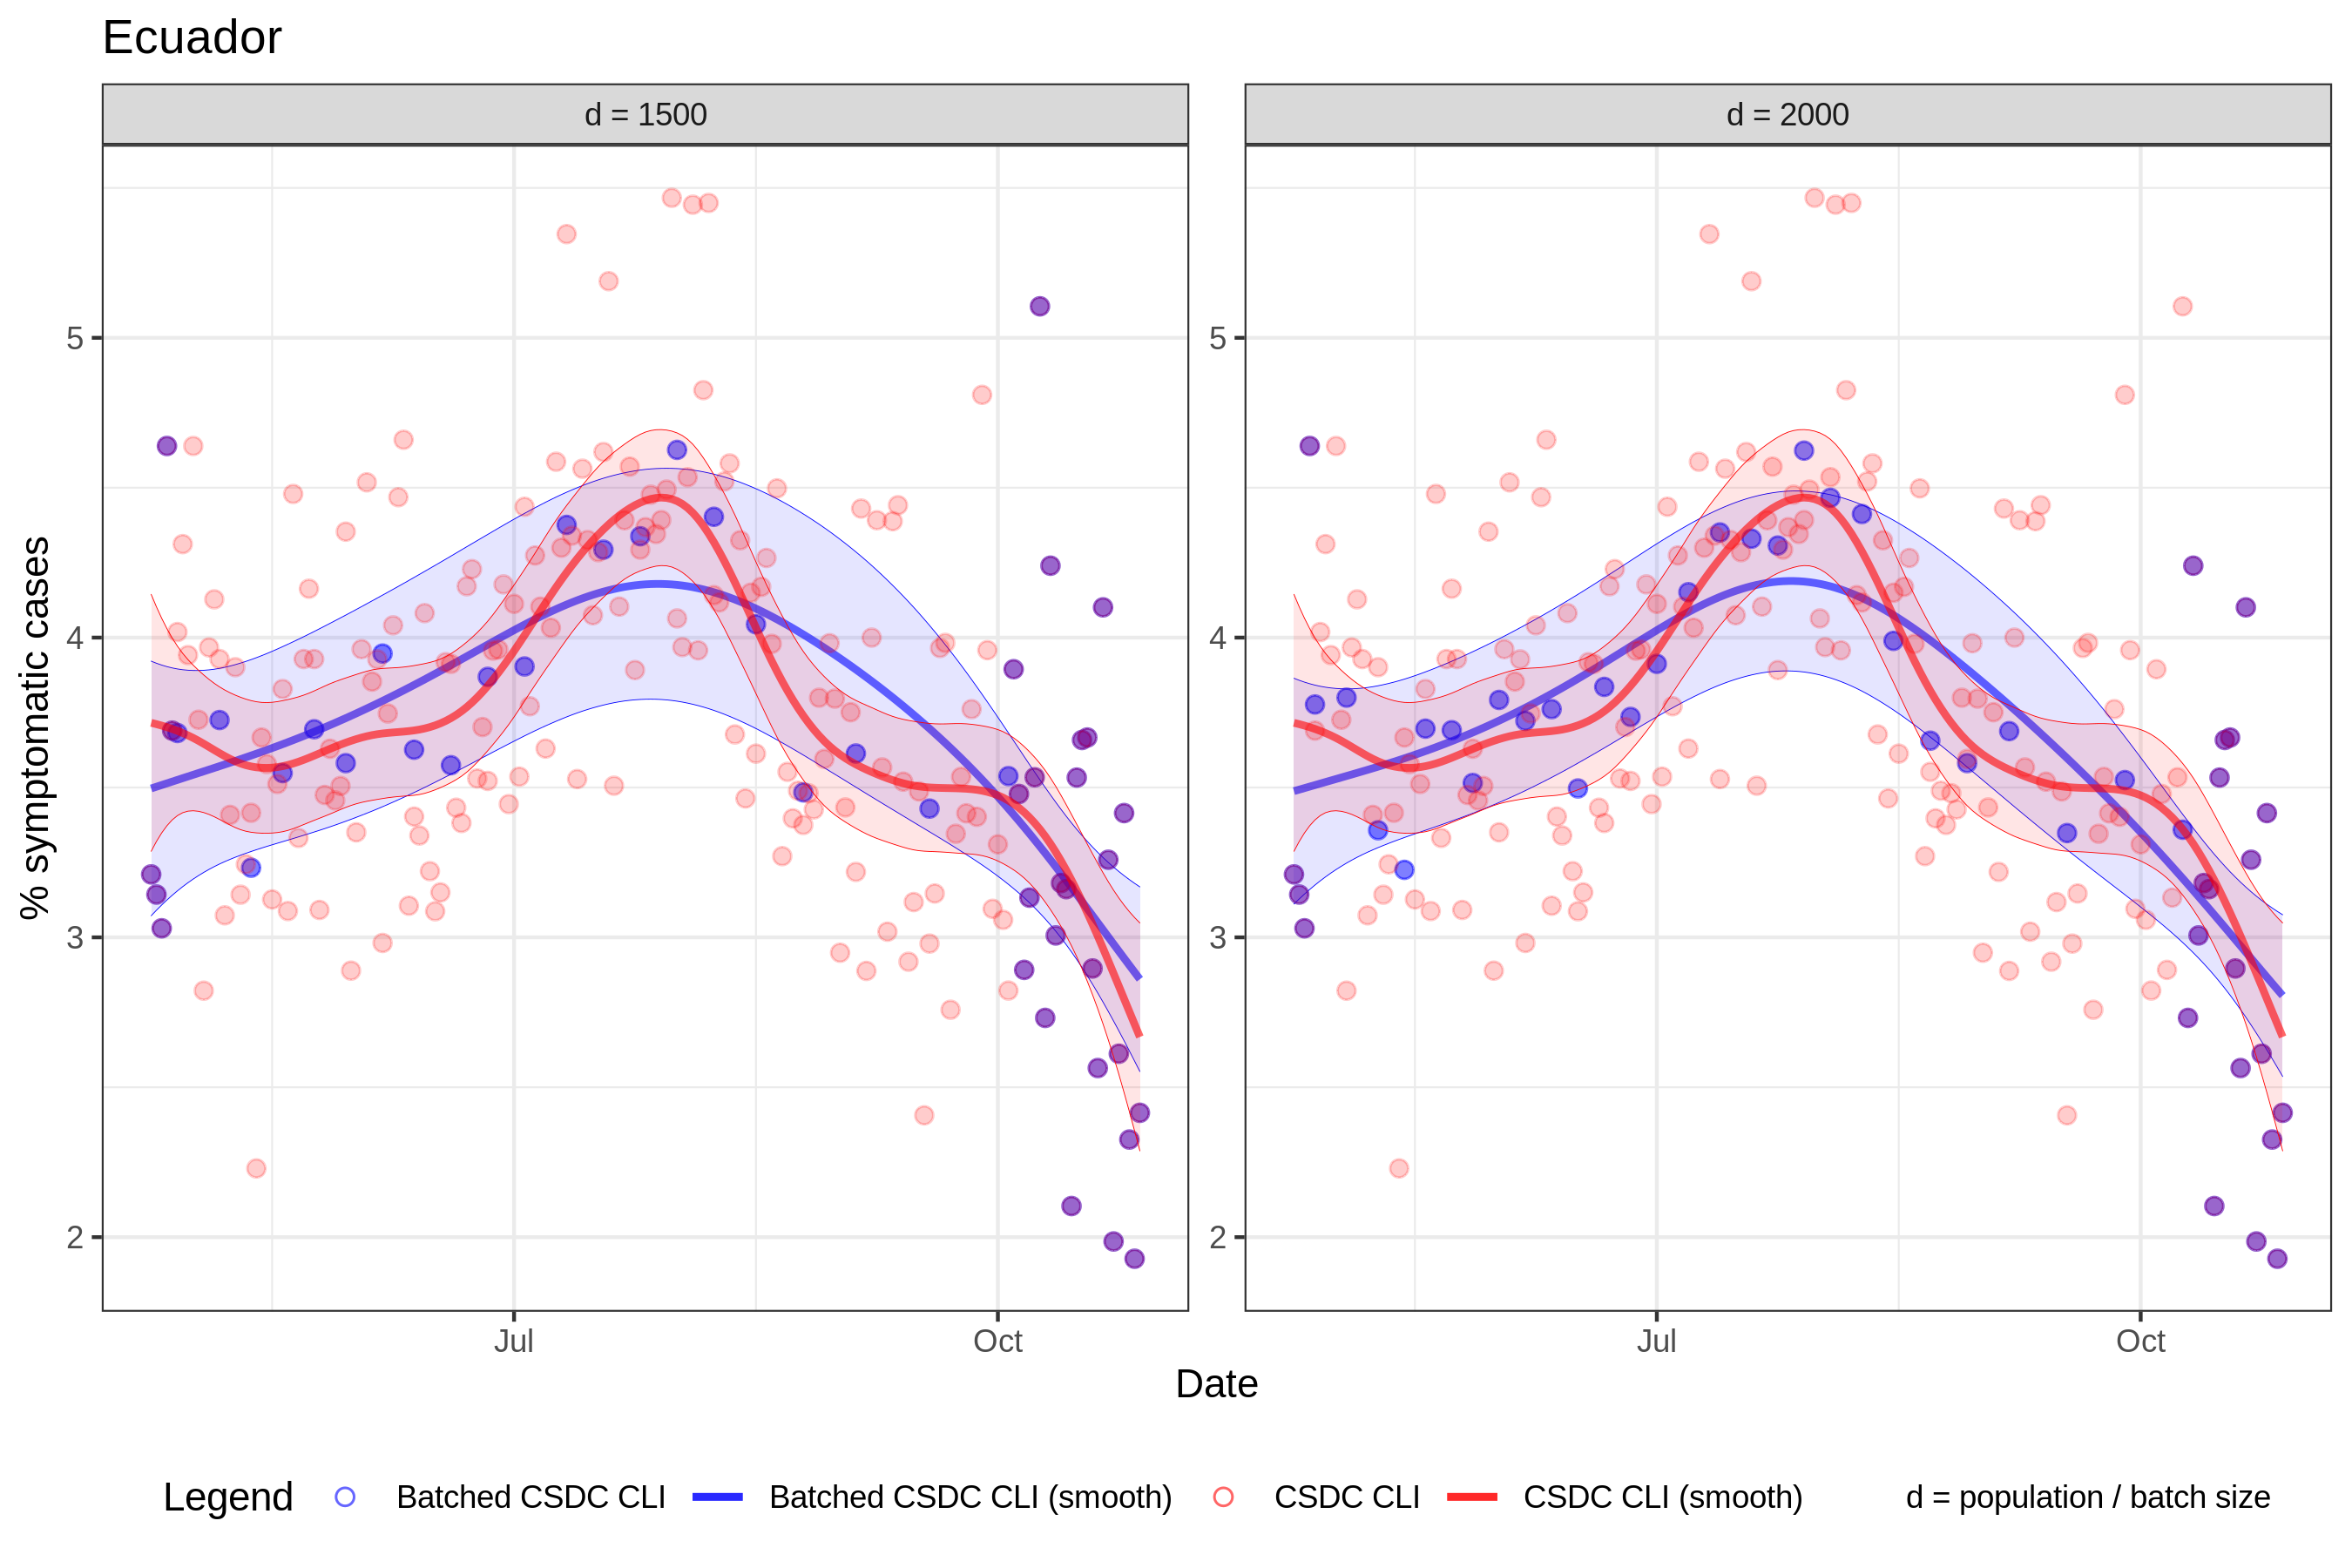 Ecuador
d = 1500
d = 2000
% symptomatic cases
5
4
3
2
5
4
3
2
Jul
Oct
Jul
Oct
Date
Legend
Batched CSDC CLI
Batched CSDC CLI (smooth)
CSDC CLI
CSDC CLI (smooth)
d = population / batch size